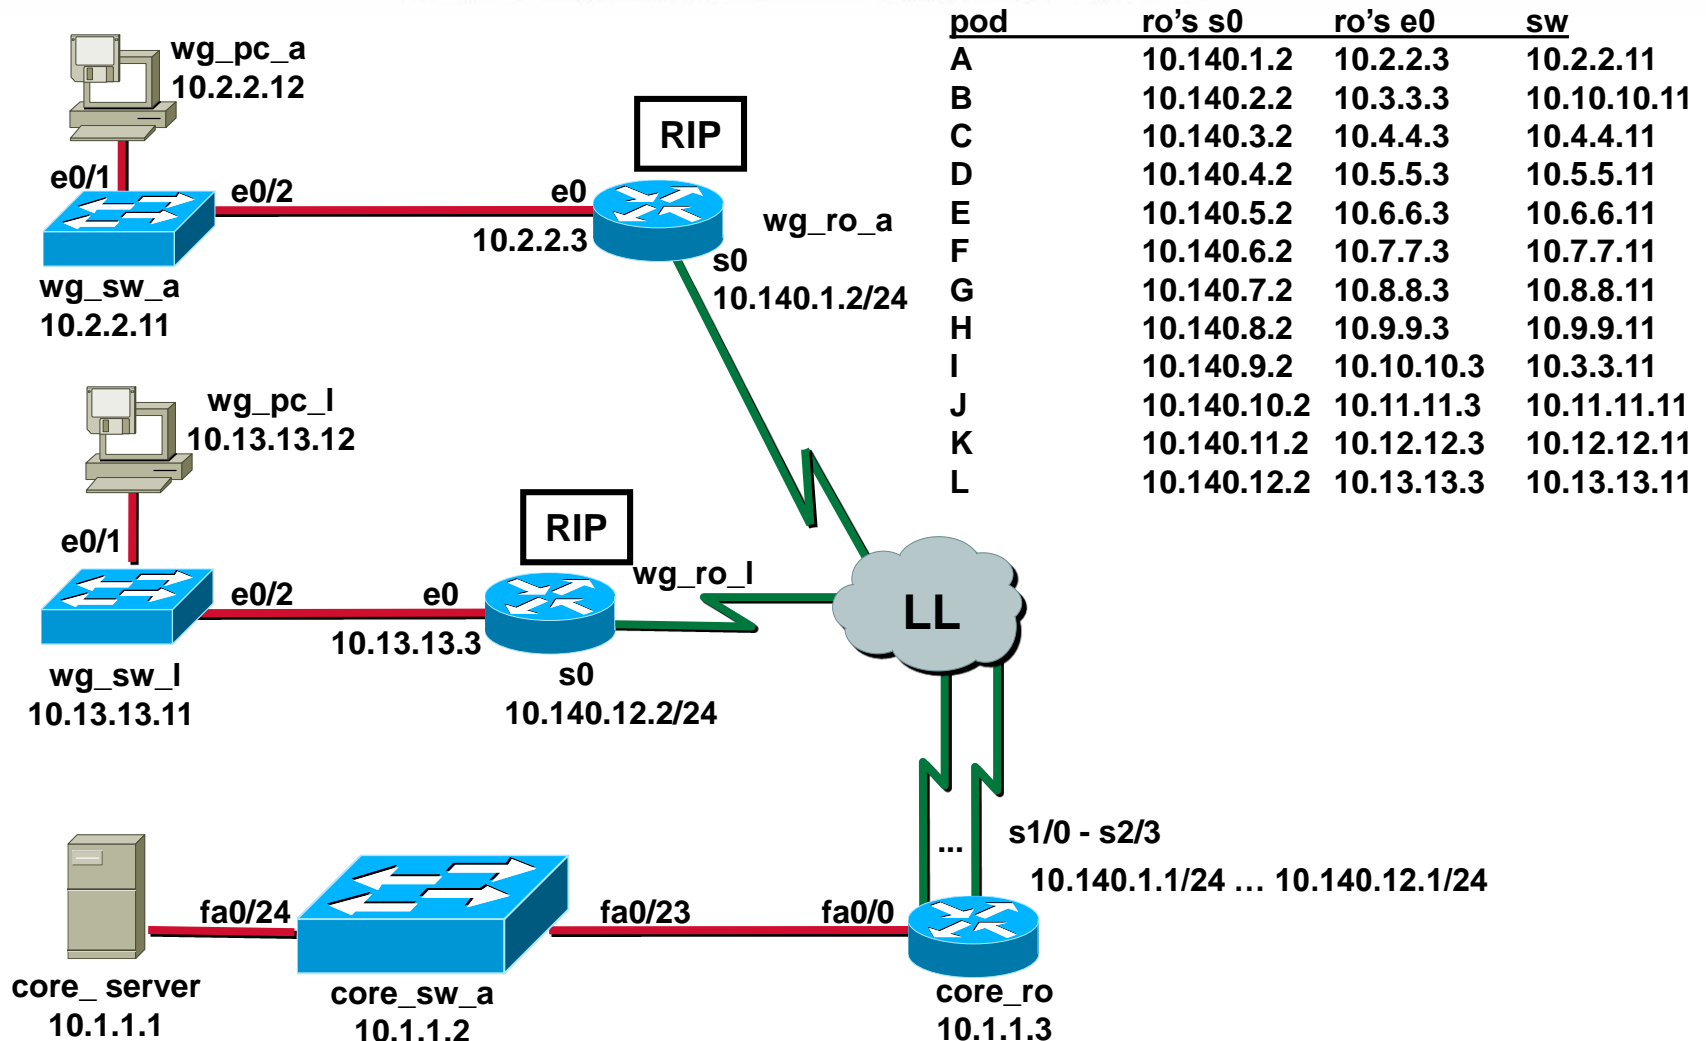 pod ro's s0 ro's e0 sw
A 10.140.1.2 10.2.2.3 10.2.2.11
B 10.140.2.2 10.3.3.3 10.10.10.11
C 10.140.3.2 10.4.4.3 10.4.4.11
D 10.140.4.2 10.5.5.3 10.5.5.11
E 10.140.5.2 10.6.6.3 10.6.6.11
F 10.140.6.2 10.7.7.3 10.7.7.11
G 10.140.7.2 10.8.8.3 10.8.8.11
H 10.140.8.2 10.9.9.3 10.9.9.11
I 10.140.9.2 10.10.10.3 10.3.3.11
J 10.140.10.2 10.11.11.3 10.11.11.11
K 10.140.11.2 10.12.12.3 10.12.12.11
L 10.140.12.2 10.13.13.3 10.13.13.11
wg_pc_a
10.2.2.12
RIP
e0/1
e0/2
e0
10.2.2.3
wg_ro_a
s0
10.140.1.2/24
wg_sw_a
10.2.2.11
wg_pc_l
10.13.13.12
RIP
e0/1
e0/2
e0
10.13.13.3
wg_ro_l
s0
10.140.12.2/24
wg_sw_l
10.13.13.11
LL
...
s1/0 - s2/3
10.140.1.1/24 … 10.140.12.1/24
fa0/24
fa0/23
fa0/0
core_ server
10.1.1.1
core_sw_a
10.1.1.2
core_ro
10.1.1.3